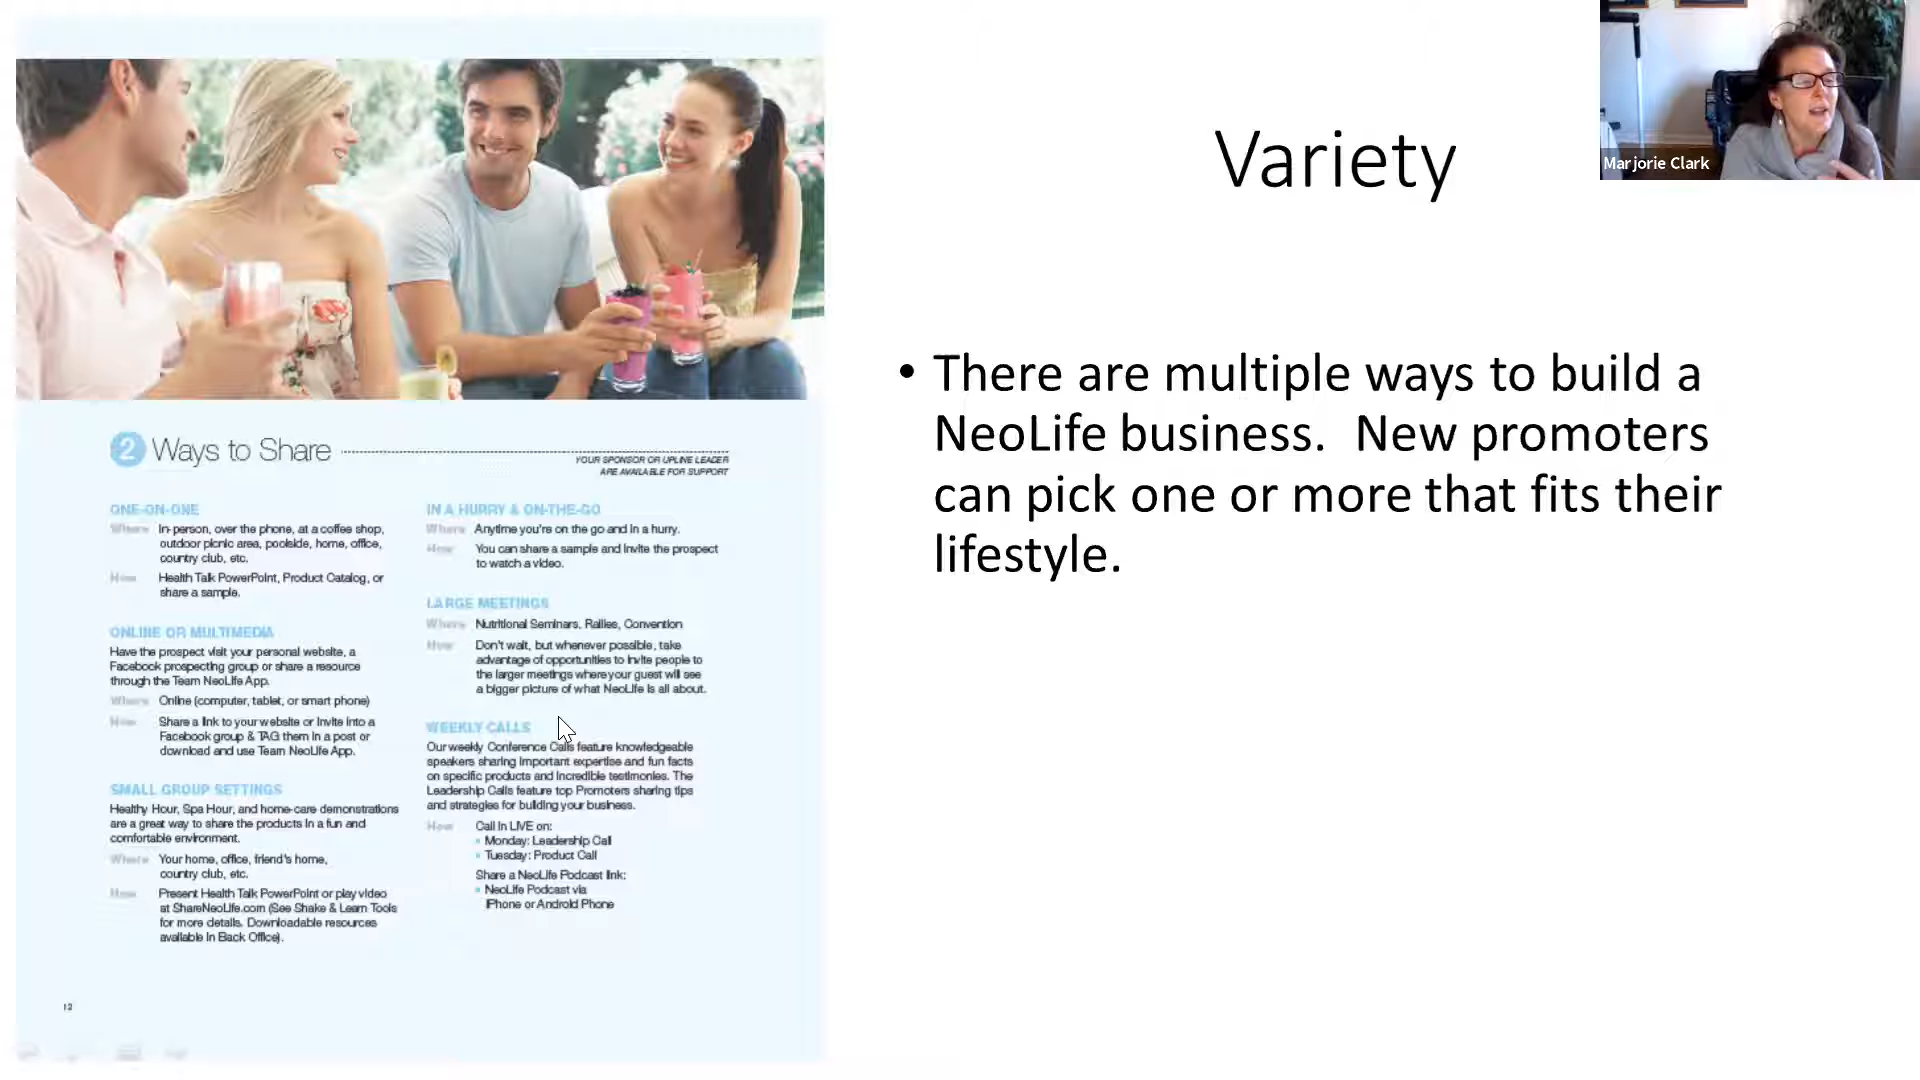 Variety
Marjorie Clark
• There are multiple ways to build a
NeoLife business. New promoters
can pick one or more that fits their
lifestyle.
2 Ways to Share
YOUR SPONSOR OR UPLINE LEADER
ARE AVAILABLE FOR SUPPORT
ONE-ON-ONE
Where In-person, over the phone, at a coffee shop,
outdoor picnic area, poolside, home, office,
country club, etc.
How Health Talk PowerPoint, Product Catalog, or
share a sample.
ONLINE OR MULTIMEDIA
Have the prospect visit your personal website, a
Facebook prospecting group or share a resource
through the Team NeoLife App.
Where Online (computer, tablet, or smart phone)
How Share a link to your website or invite into a
Facebook group & TAG them in a post or
download and use Team NeoLife App.
SMALL GROUP SETTINGS
Healthy Hour, Spa Hour, and home-care demonstrations
are a great way to share the products in a fun and
comfortable environment.
Where Your home, office, friend's home,
country club, etc.
How Present Health Talk PowerPoint or play video
at ShareNeoLife.com (See Shake & Learn Tools
for more details. Downloadable resources
available in Back Office).
IN A HURRY & ON-THE-GO
Where Anytime you're on the go and in a hurry.
How You can share a sample and invite the prospect
to watch a video.
LARGE MEETINGS
Where Nutritional Seminars, Rallies, Convention
How Don't wait, but whenever possible, take
advantage of opportunities to invite people to
the larger meetings where your guest will see
a bigger picture of what NeoLife is all about.
WEEKLY CALLS
Our weekly Conference Calls feature knowledgeable
speakers sharing important expertise and fun facts
on specific products and incredible testimonies. The
Leadership Calls feature top Promoters sharing tips
and strategies for building your business.
How Call in LIVE on:
• Monday: Leadership Call
• Tuesday: Product Call
Share a NeoLife Podcast link:
• NeoLife Podcast via
iPhone or Android Phone
12